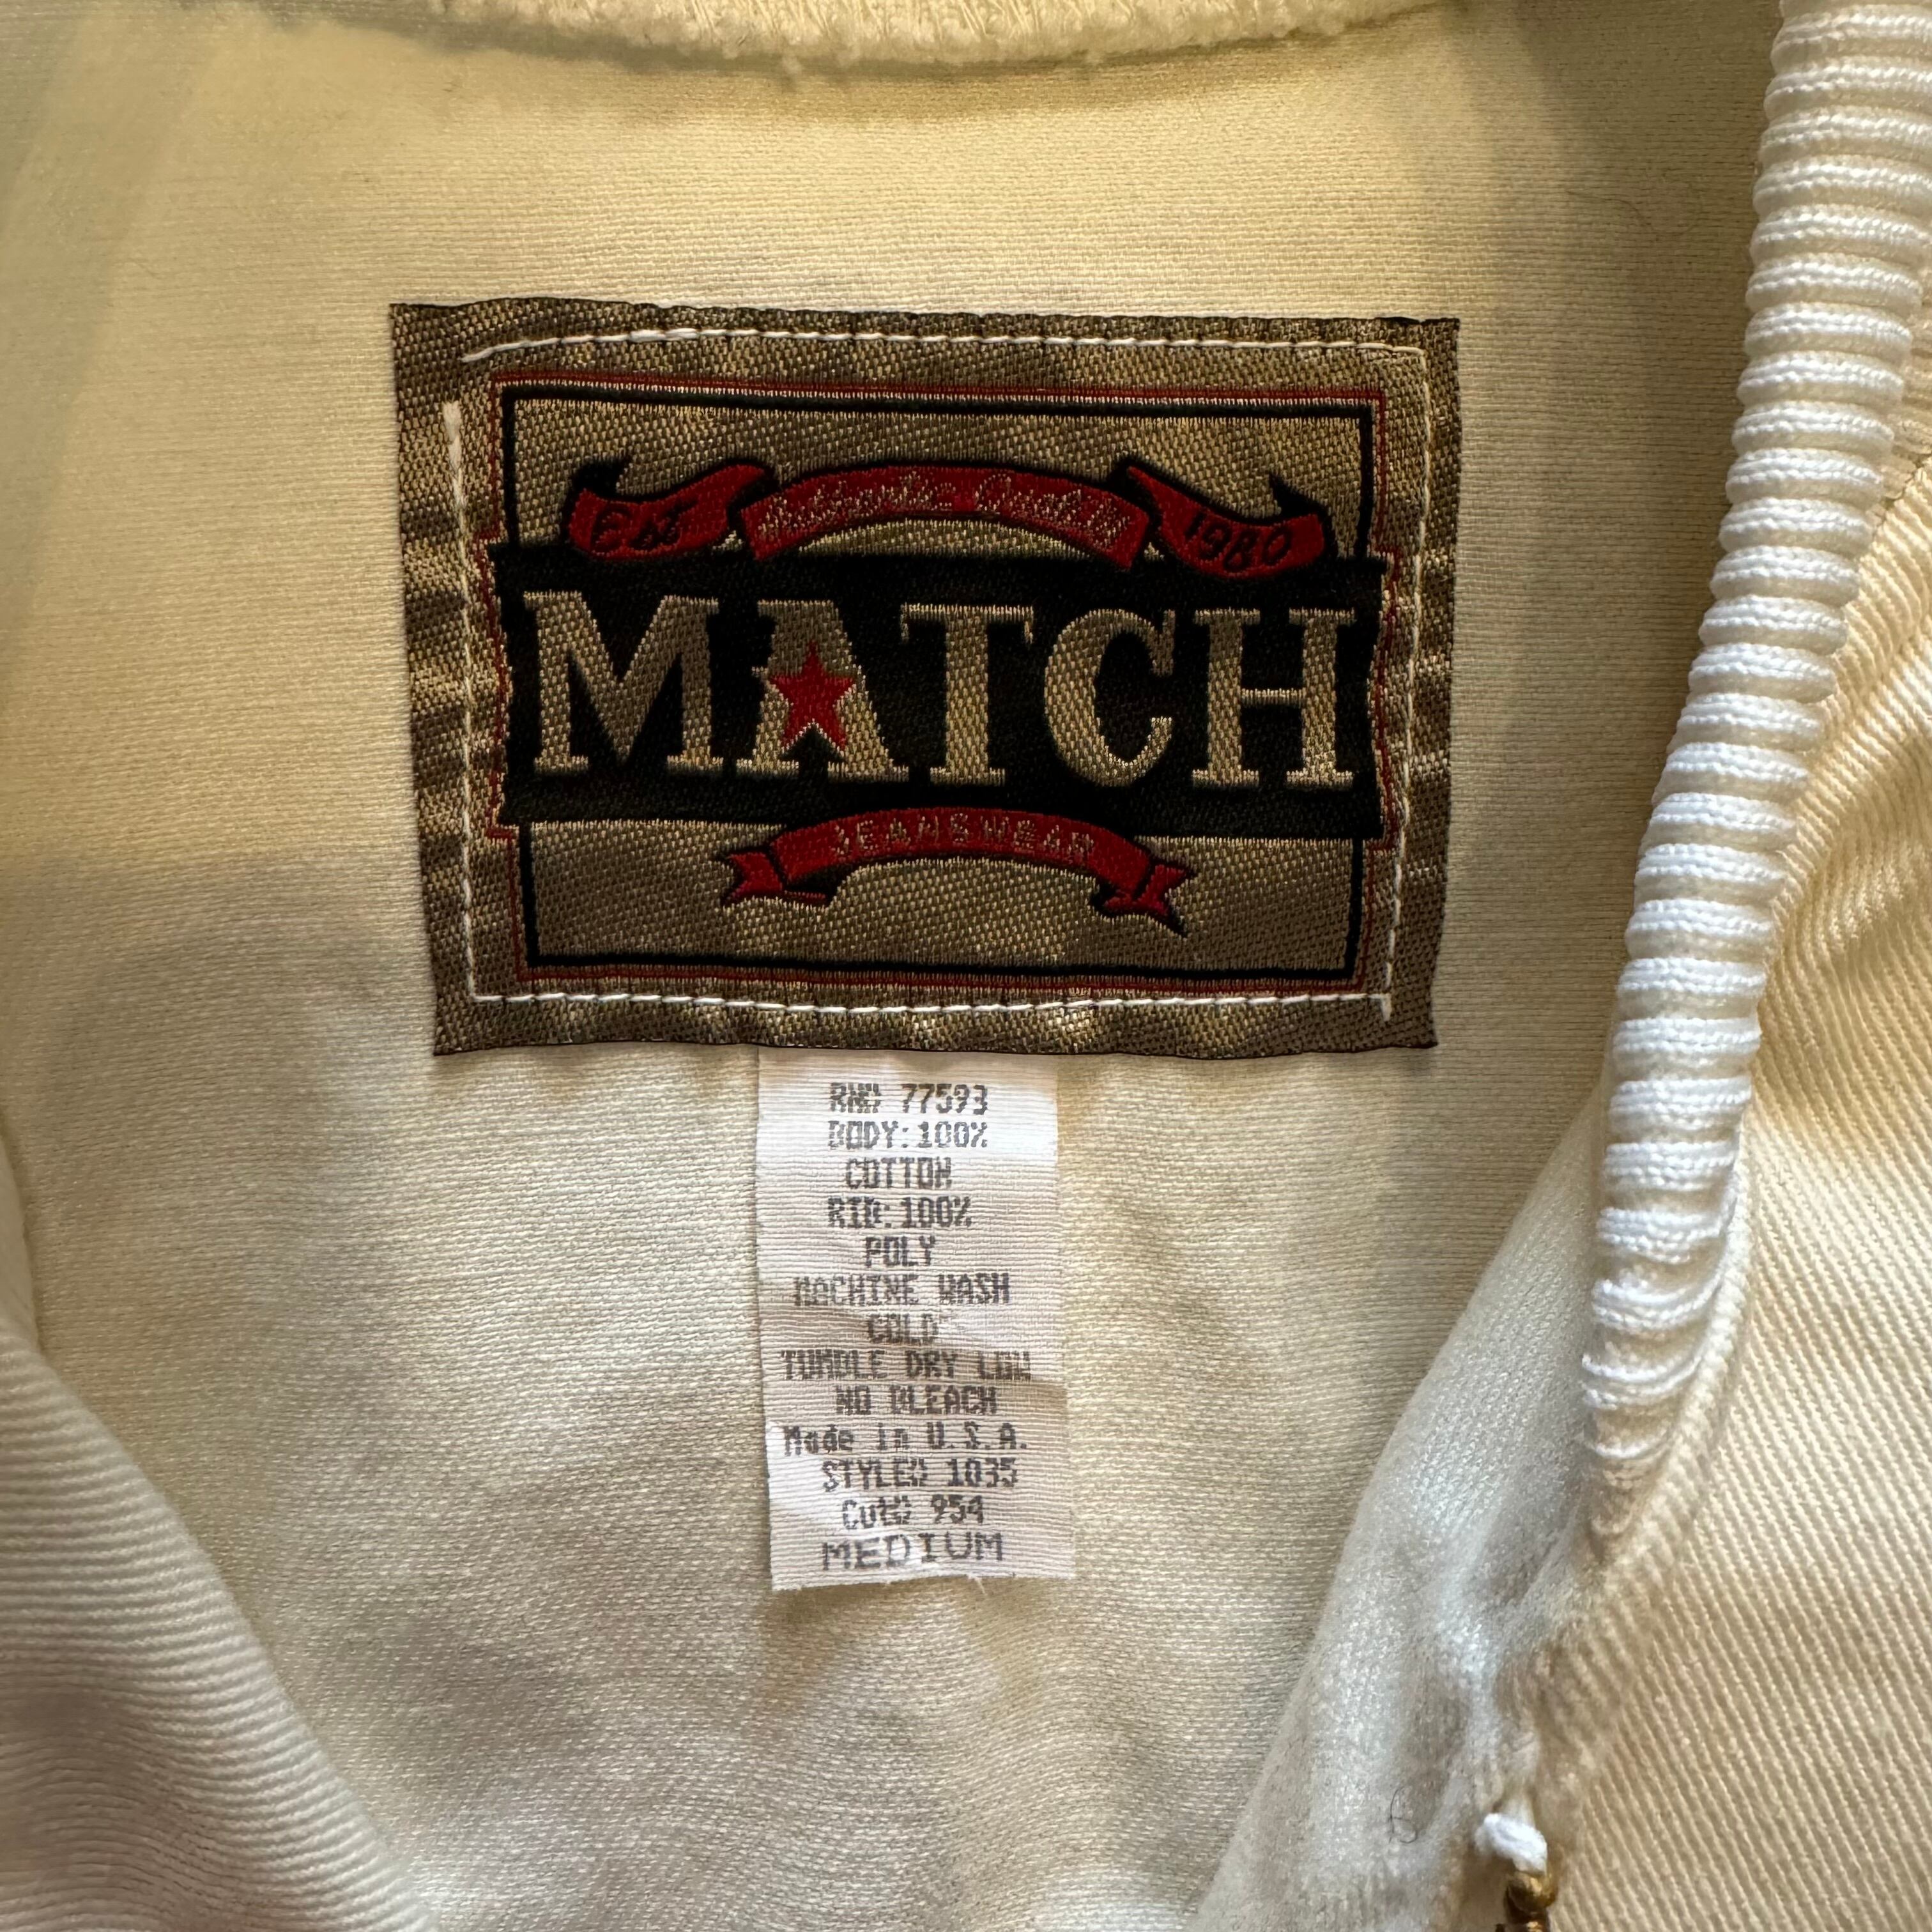 Est Authentic Quality 1980
MATCH
JEANSWEAR
RN# 77593
BODY:100%
COTTON
RIB:100%
POLY
MACHINE WASH
COLD
TUMBLE DRY LOW
NO BLEACH
Made in U.S.A.
STYLE# 1035
Cut# 954
MEDIUM